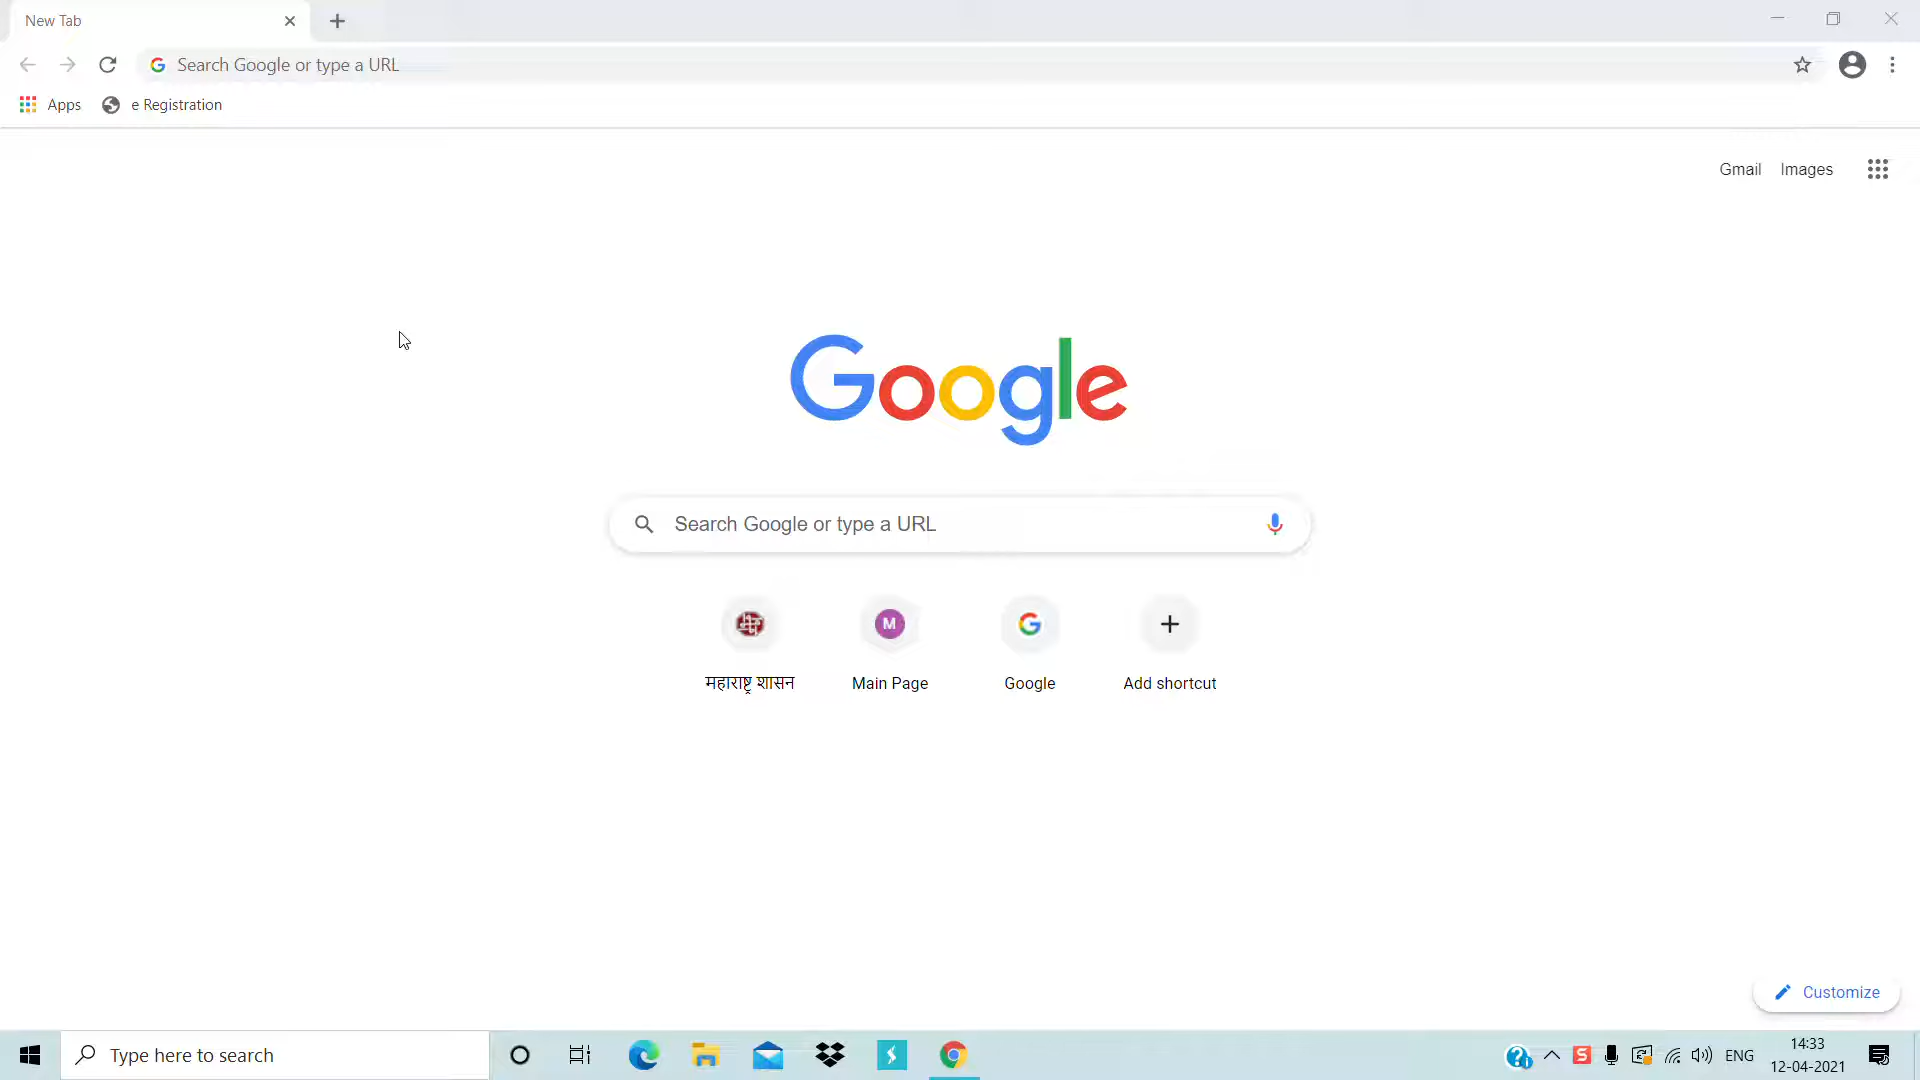 New Tab
Search Google or type a URL
Apps
e Registration
Gmail Images
Google
Search Google or type a URL
M
महाराष्ट्र शासन Main Page Google Add shortcut
Customize
Type here to search
ENG
14:33
12-04-2021